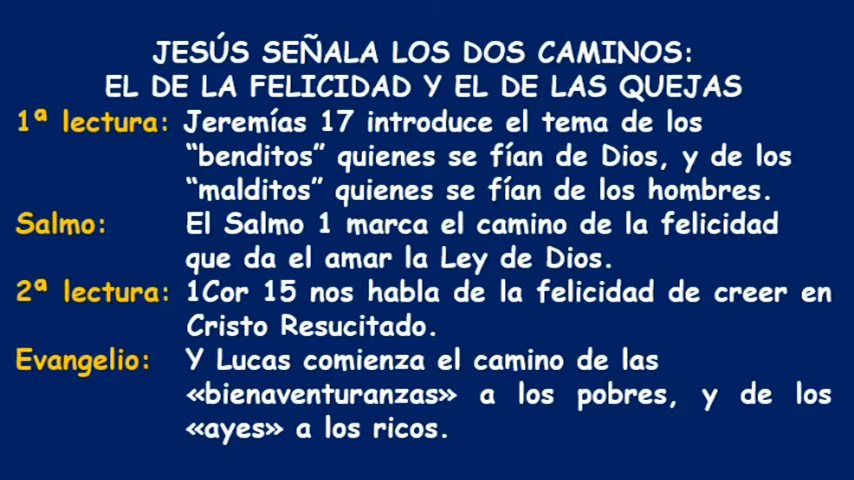 JESÚS SEÑALA LOS DOS CAMINOS:
EL DE LA FELICIDAD Y EL DE LAS QUEJAS
1ª lectura: Jeremías 17 introduce el tema de los
“benditos” quienes se fían de Dios, y de los
“malditos” quienes se fían de los hombres.
Salmo: El Salmo 1 marca el camino de la felicidad
que da el amar la Ley de Dios.
2ª lectura: 1Cor 15 nos habla de la felicidad de creer en
Cristo Resucitado.
Evangelio: Y Lucas comienza el camino de las
«bienaventuranzas» a los pobres, y de los
«ayes» a los ricos.